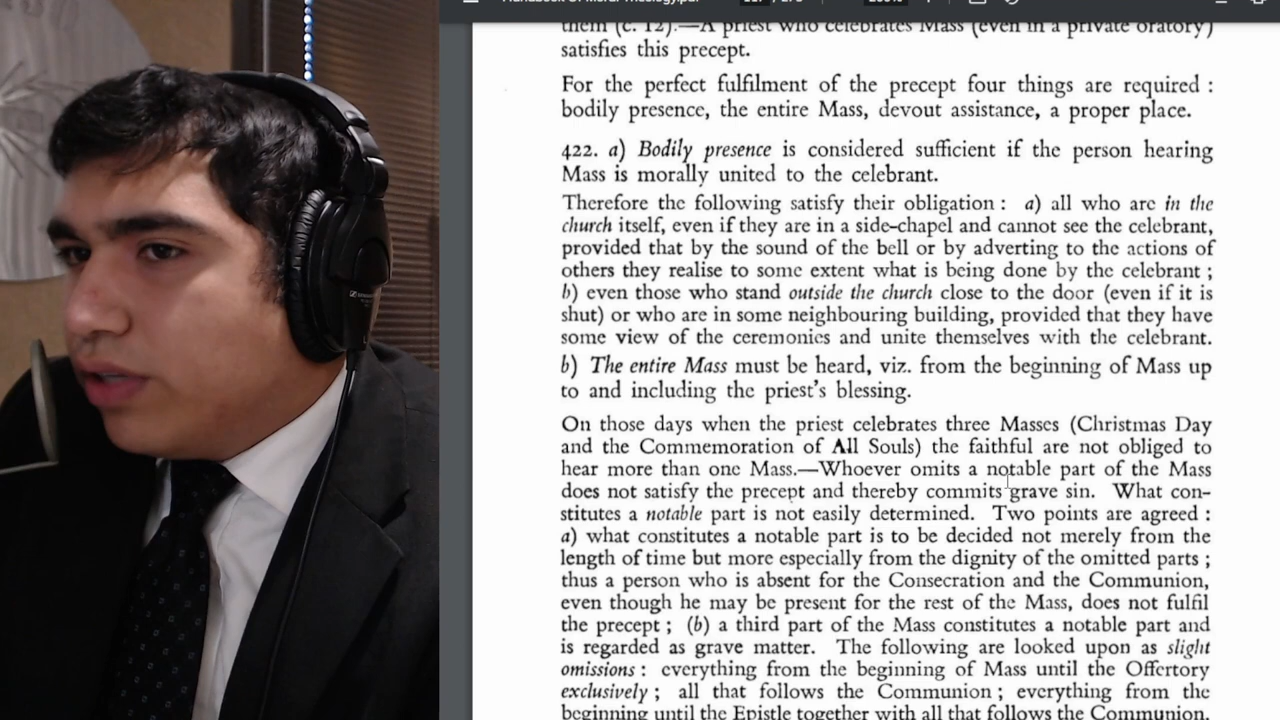 Handbook Of Moral Theology.pdf
them (c. 12).—A priest who celebrates Mass (even in a private oratory)
satisfies this precept.
For the perfect fulfilment of the precept four things are required :
bodily presence, the entire Mass, devout assistance, a proper place.
422. a) Bodily presence is considered sufficient if the person hearing
Mass is morally united to the celebrant.
Therefore the following satisfy their obligation : a) all who are in the
church itself, even if they are in a side-chapel and cannot see the celebrant,
provided that by the sound of the bell or by adverting to the actions of
others they realise to some extent what is being done by the celebrant ;
b) even those who stand outside the church close to the door (even if it is
shut) or who are in some neighbouring building, provided that they have
some view of the ceremonies and unite themselves with the celebrant.
b) The entire Mass must be heard, viz. from the beginning of Mass up
to and including the priest's blessing.
On those days when the priest celebrates three Masses (Christmas Day
and the Commemoration of All Souls) the faithful are not obliged to
hear more than one Mass.—Whoever omits a notable part of the Mass
does not satisfy the precept and thereby commits grave sin. What con-
stitutes a notable part is not easily determined. Two points are agreed :
a) what constitutes a notable part is to be decided not merely from the
length of time but more especially from the dignity of the omitted parts ;
thus a person who is absent for the Consecration and the Communion,
even though he may be present for the rest of the Mass, does not fulfil
the precept ; (b) a third part of the Mass constitutes a notable part and
is regarded as grave matter. The following are looked upon as slight
omissions : everything from the beginning of Mass until the Offertory
exclusively ; all that follows the Communion ; everything from the
beginning until the Epistle together with all that follows the Communion.